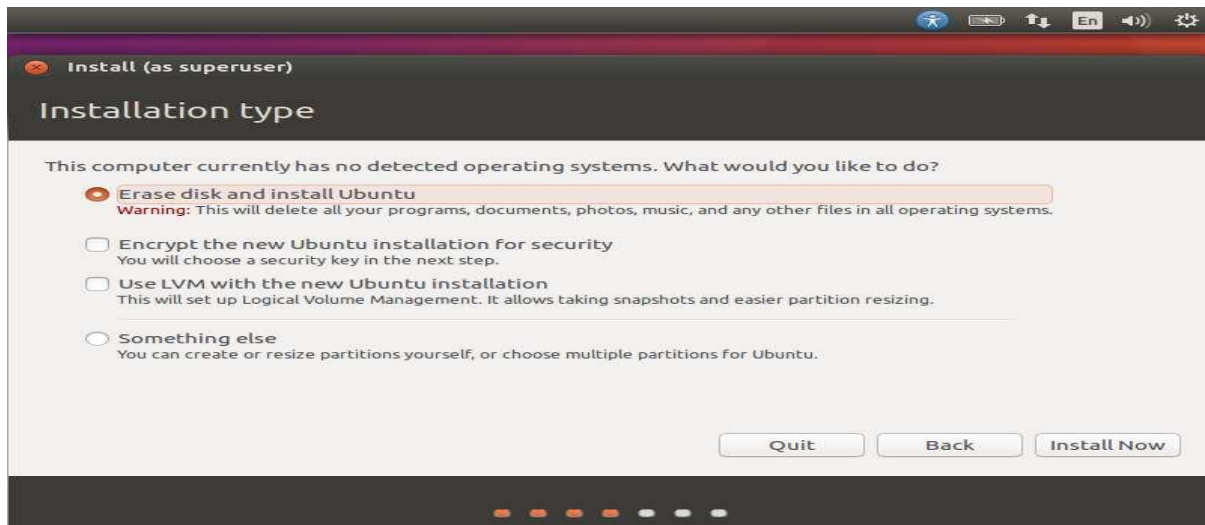 En
Install (as superuser)
Installation type
This computer currently has no detected operating systems. What would you like to do?
Erase disk and install Ubuntu
Warning: This will delete all your programs, documents, photos, music, and any other files in all operating systems.
Encrypt the new Ubuntu installation for security
You will choose a security key in the next step.
Use LVM with the new Ubuntu installation
This will set up Logical Volume Management. It allows taking snapshots and easier partition resizing.
Something else
You can create or resize partitions yourself, or choose multiple partitions for Ubuntu.
Quit Back Install Now